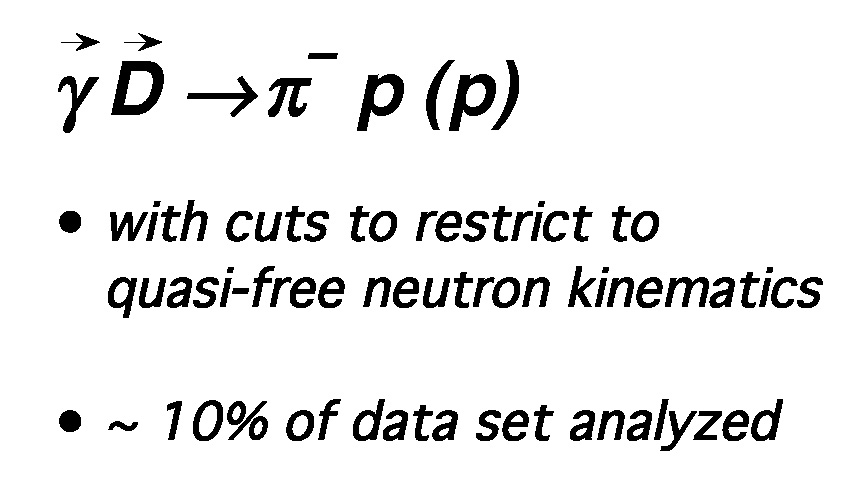 γ⃗ D⃗ → π⁻ p (p)
• with cuts to restrict to
quasi-free neutron kinematics
• ~ 10% of data set analyzed